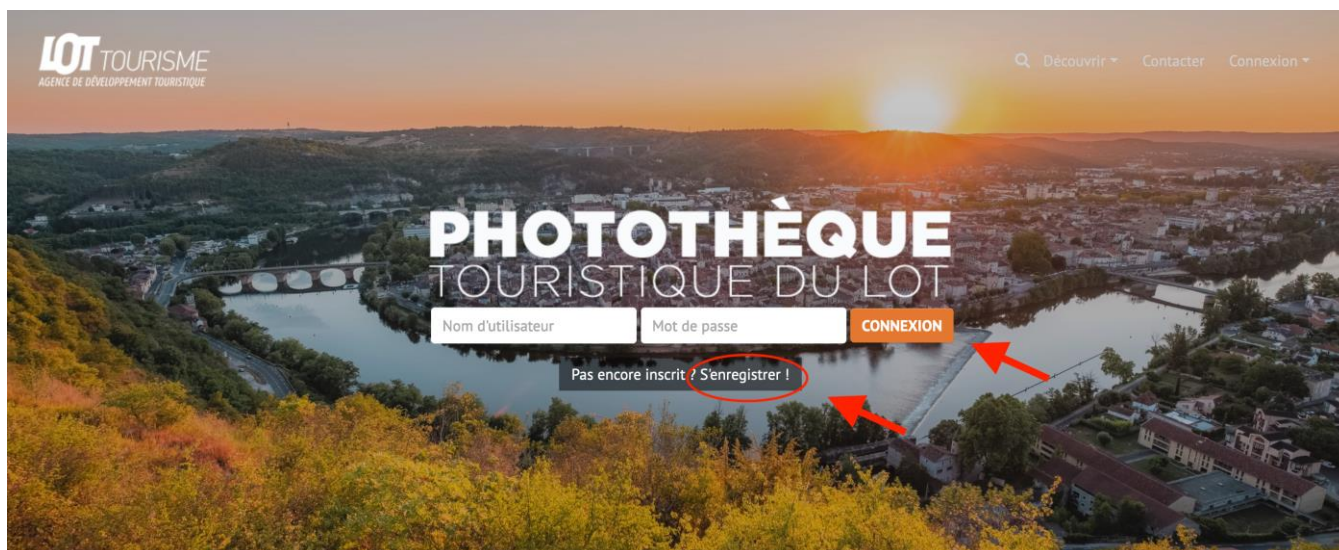 LOT TOURISME
AGENCE DE DÉVELOPPEMENT TOURISTIQUE
Découvrir Contacter Connexion
PHOTOTHÈQUE
TOURISTIQUE DU LOT
Nom d'utilisateur Mot de passe CONNEXION
Pas encore inscrit ? S'enregistrer !